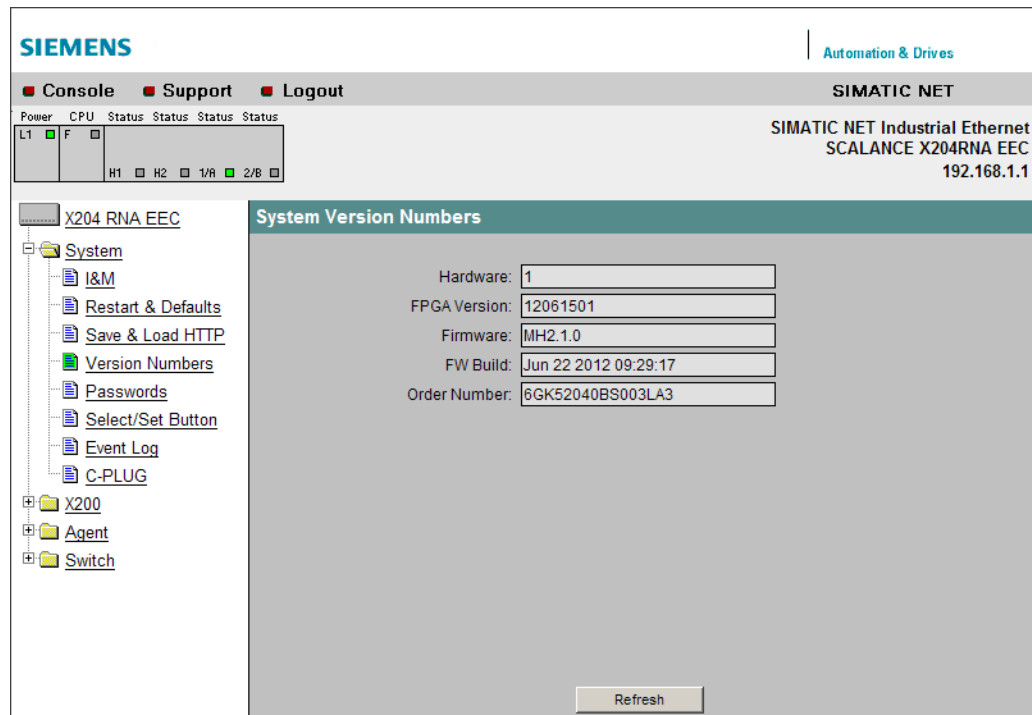 SIEMENS
Automation & Drives
Console Support Logout SIMATIC NET
Power CPU Status Status Status Status
L1 F
H1 H2 1/A 2/B
SIMATIC NET Industrial Ethernet
SCALANCE X204RNA EEC
192.168.1.1
X204 RNA EEC
System
I&M
Restart & Defaults
Save & Load HTTP
Version Numbers
Passwords
Select/Set Button
Event Log
C-PLUG
X200
Agent
Switch
System Version Numbers
Hardware: 1
FPGA Version: 12061501
Firmware: MH2.1.0
FW Build: Jun 22 2012 09:29:17
Order Number: 6GK52040BS003LA3
Refresh